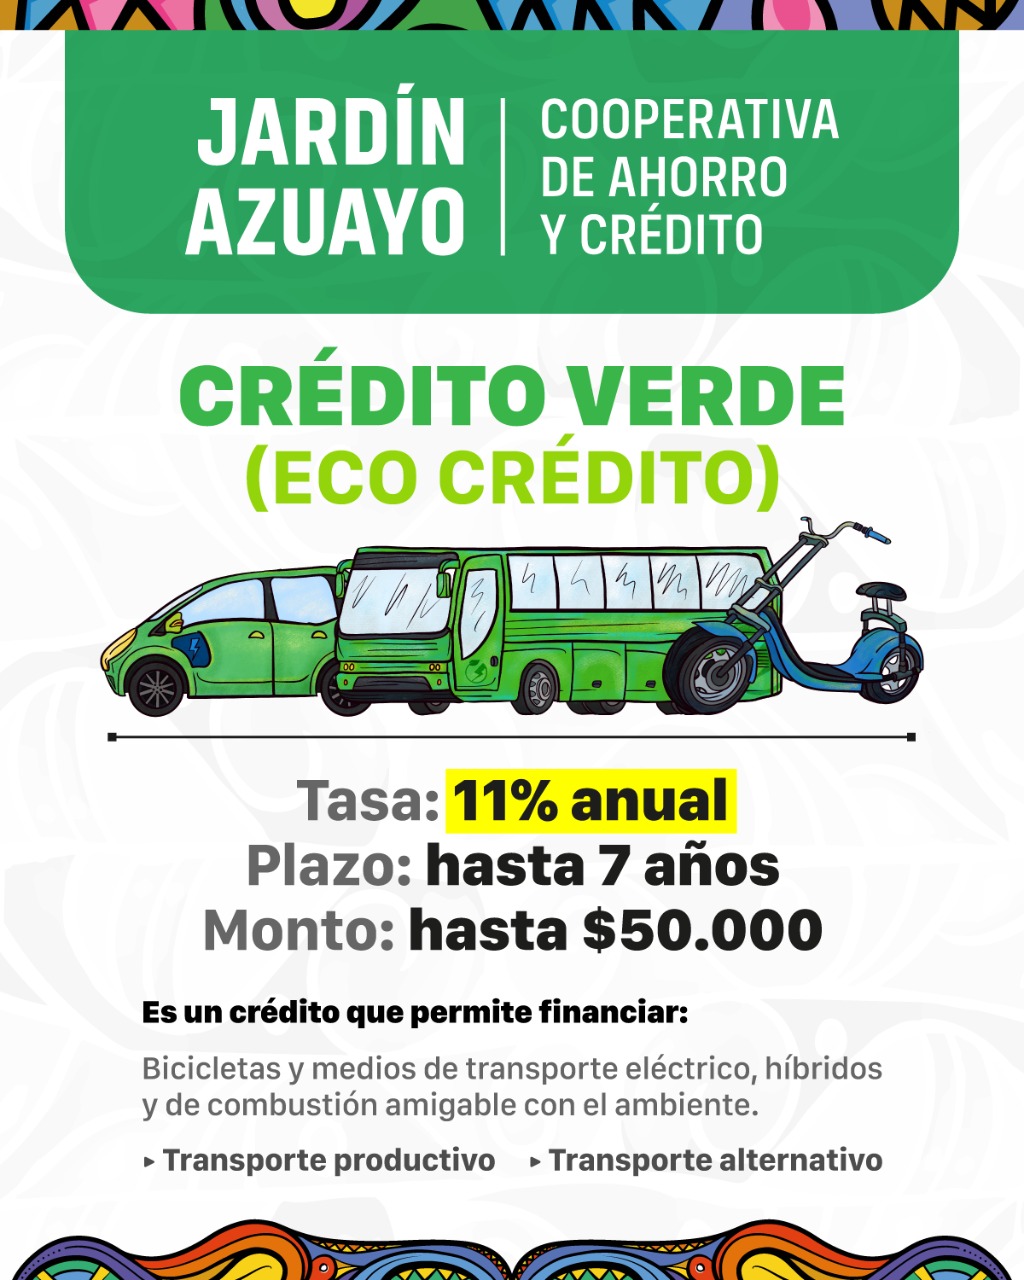 JARDÍN
AZUAYO
COOPERATIVA
DE AHORRO
Y CRÉDITO
CRÉDITO VERDE
(ECO CRÉDITO)
Tasa: 11% anual
Plazo: hasta 7 años
Monto: hasta $50.000
Es un crédito que permite financiar:
Bicicletas y medios de transporte eléctrico, híbridos
y de combustión amigable con el ambiente.
▸ Transporte productivo ▸ Transporte alternativo